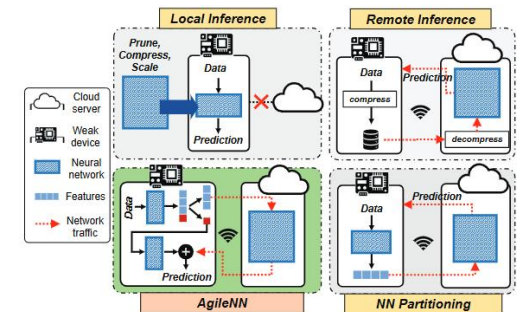 Local Inference
Prune,
Compress,
Scale
Data
Prediction
Remote Inference
Data
compress
Prediction
decompress
Cloud
server
Weak
device
Neural
network
Features
Network
traffic
Data
Prediction
AgileNN
Prediction
Data
NN Partitioning